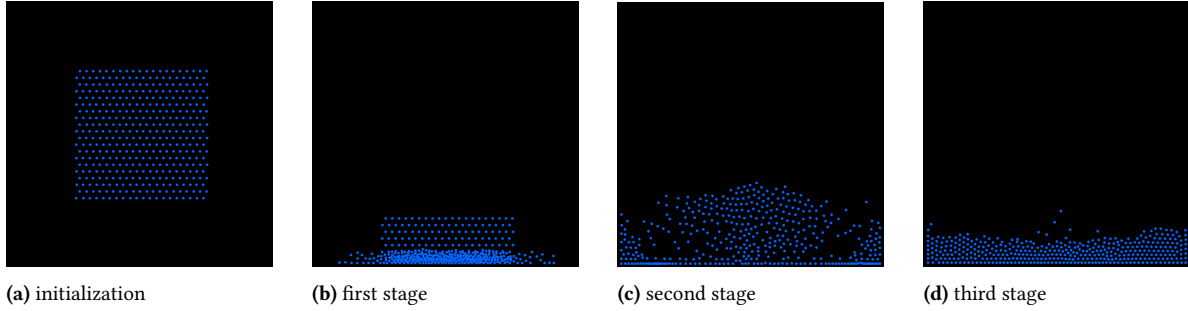 (a) initialization
(b) first stage
(c) second stage
(d) third stage